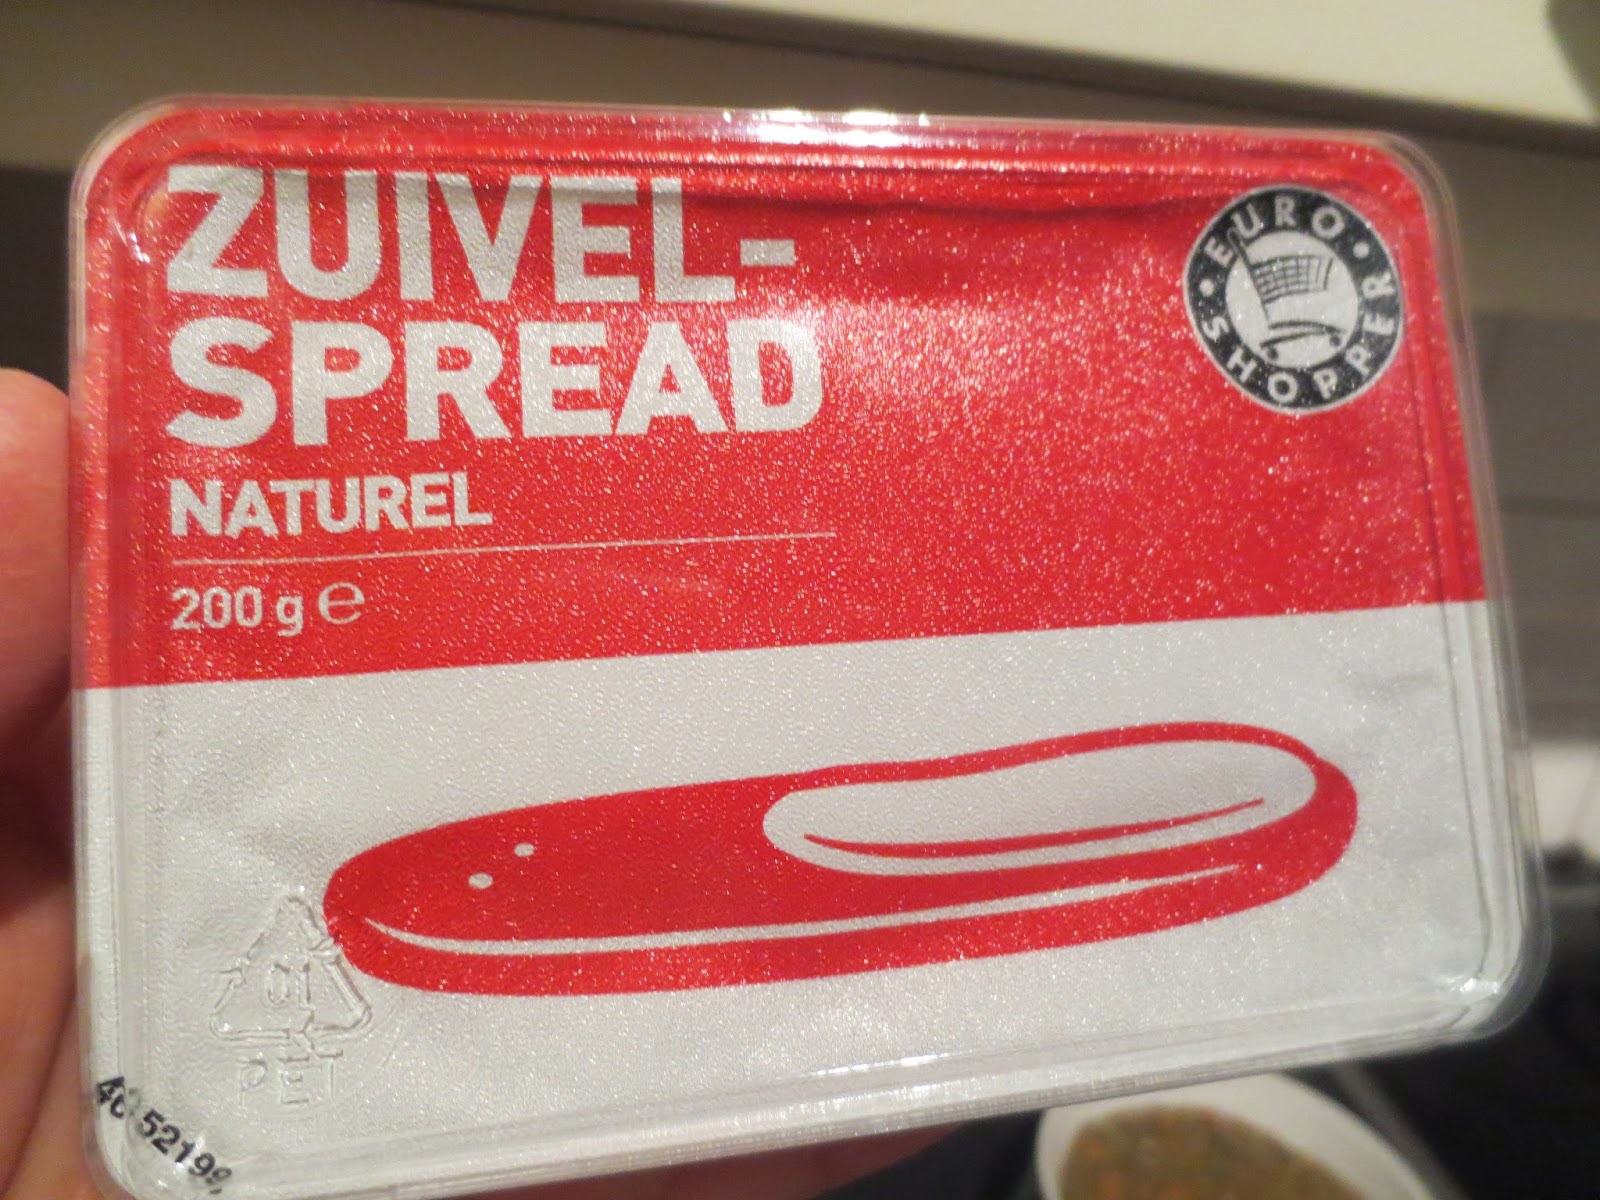 ZUIVEL-
SPREAD
NATUREL
200 g ℮
EURO
SHOPPER
01
PET